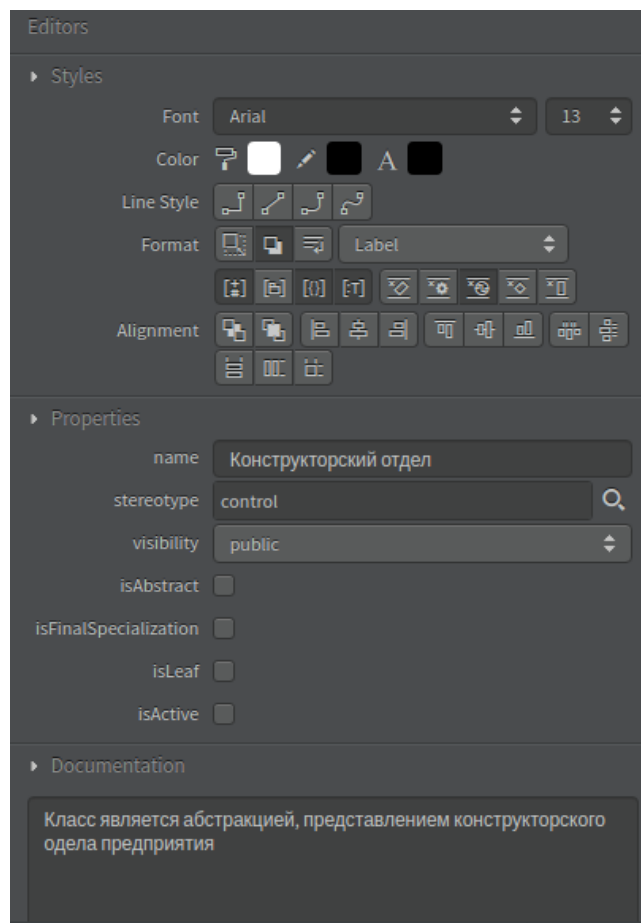 Editors
Styles
Font Arial 13
Color A
Line Style
Format Label
Alignment
Properties
name Конструкторский отдел
stereotype control
visibility public
isAbstract
isFinalSpecialization
isLeaf
isActive
Documentation
Класс является абстракцией, представлением конструкторского
одела предприятия